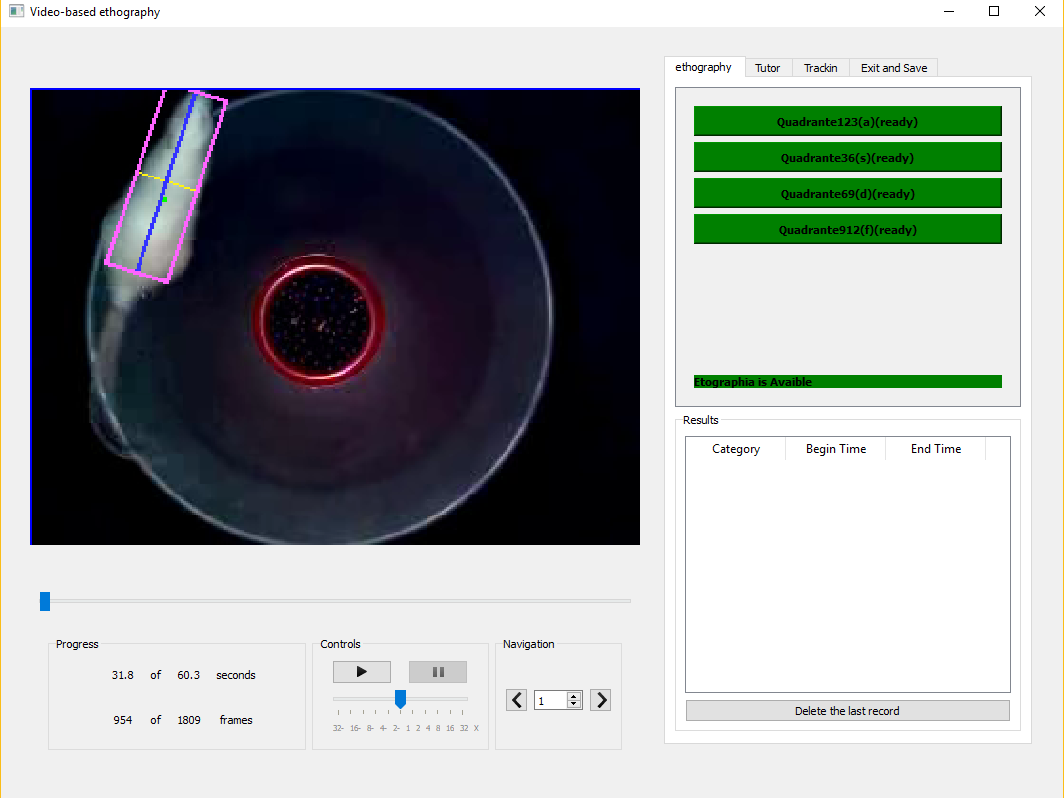 Video-based ethography
ethography Tutor Trackin Exit and Save
Quadrante123(a)(ready)
Quadrante36(s)(ready)
Quadrante69(d)(ready)
Quadrante912(f)(ready)
Etographia is Avaible
Results
Category Begin Time End Time
Delete the last record
Progress
31.8 of 60.3 seconds
954 of 1809 frames
Controls
32- 16- 8- 4- 2- 1 2 4 8 16 32 X
Navigation
1